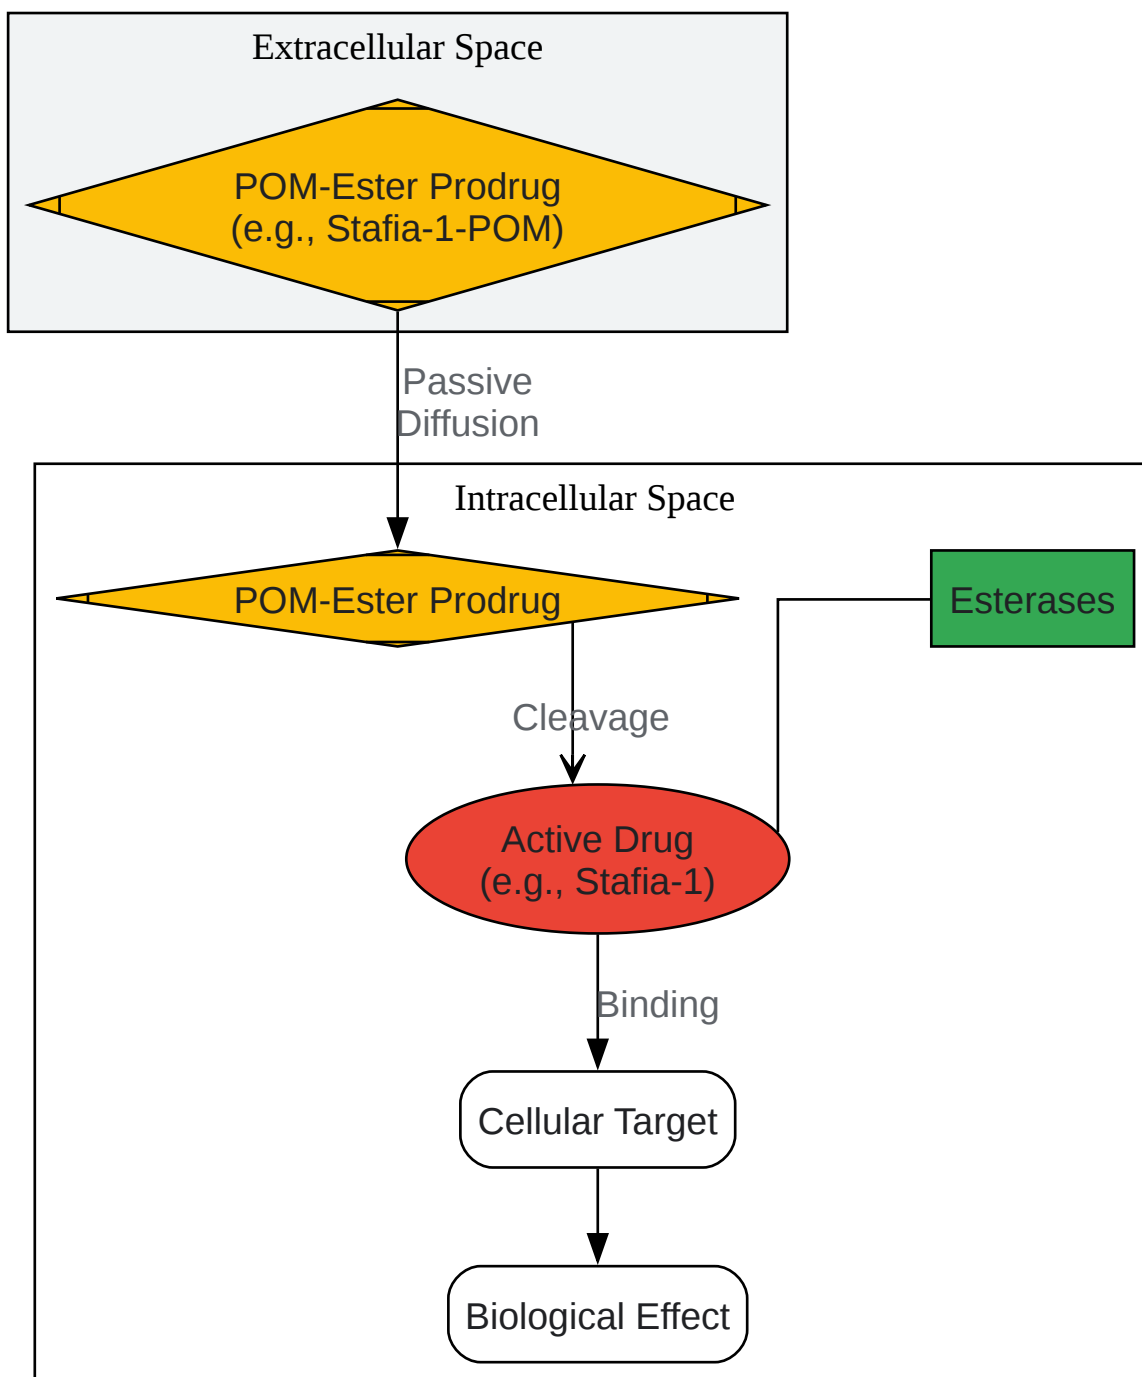 Extracellular Space
POM-Ester Prodrug
(e.g., Stafia-1-POM)
Passive
Diffusion
Intracellular Space
POM-Ester Prodrug
Esterases
Cleavage
Active Drug
(e.g., Stafia-1)
Binding
Cellular Target
Biological Effect